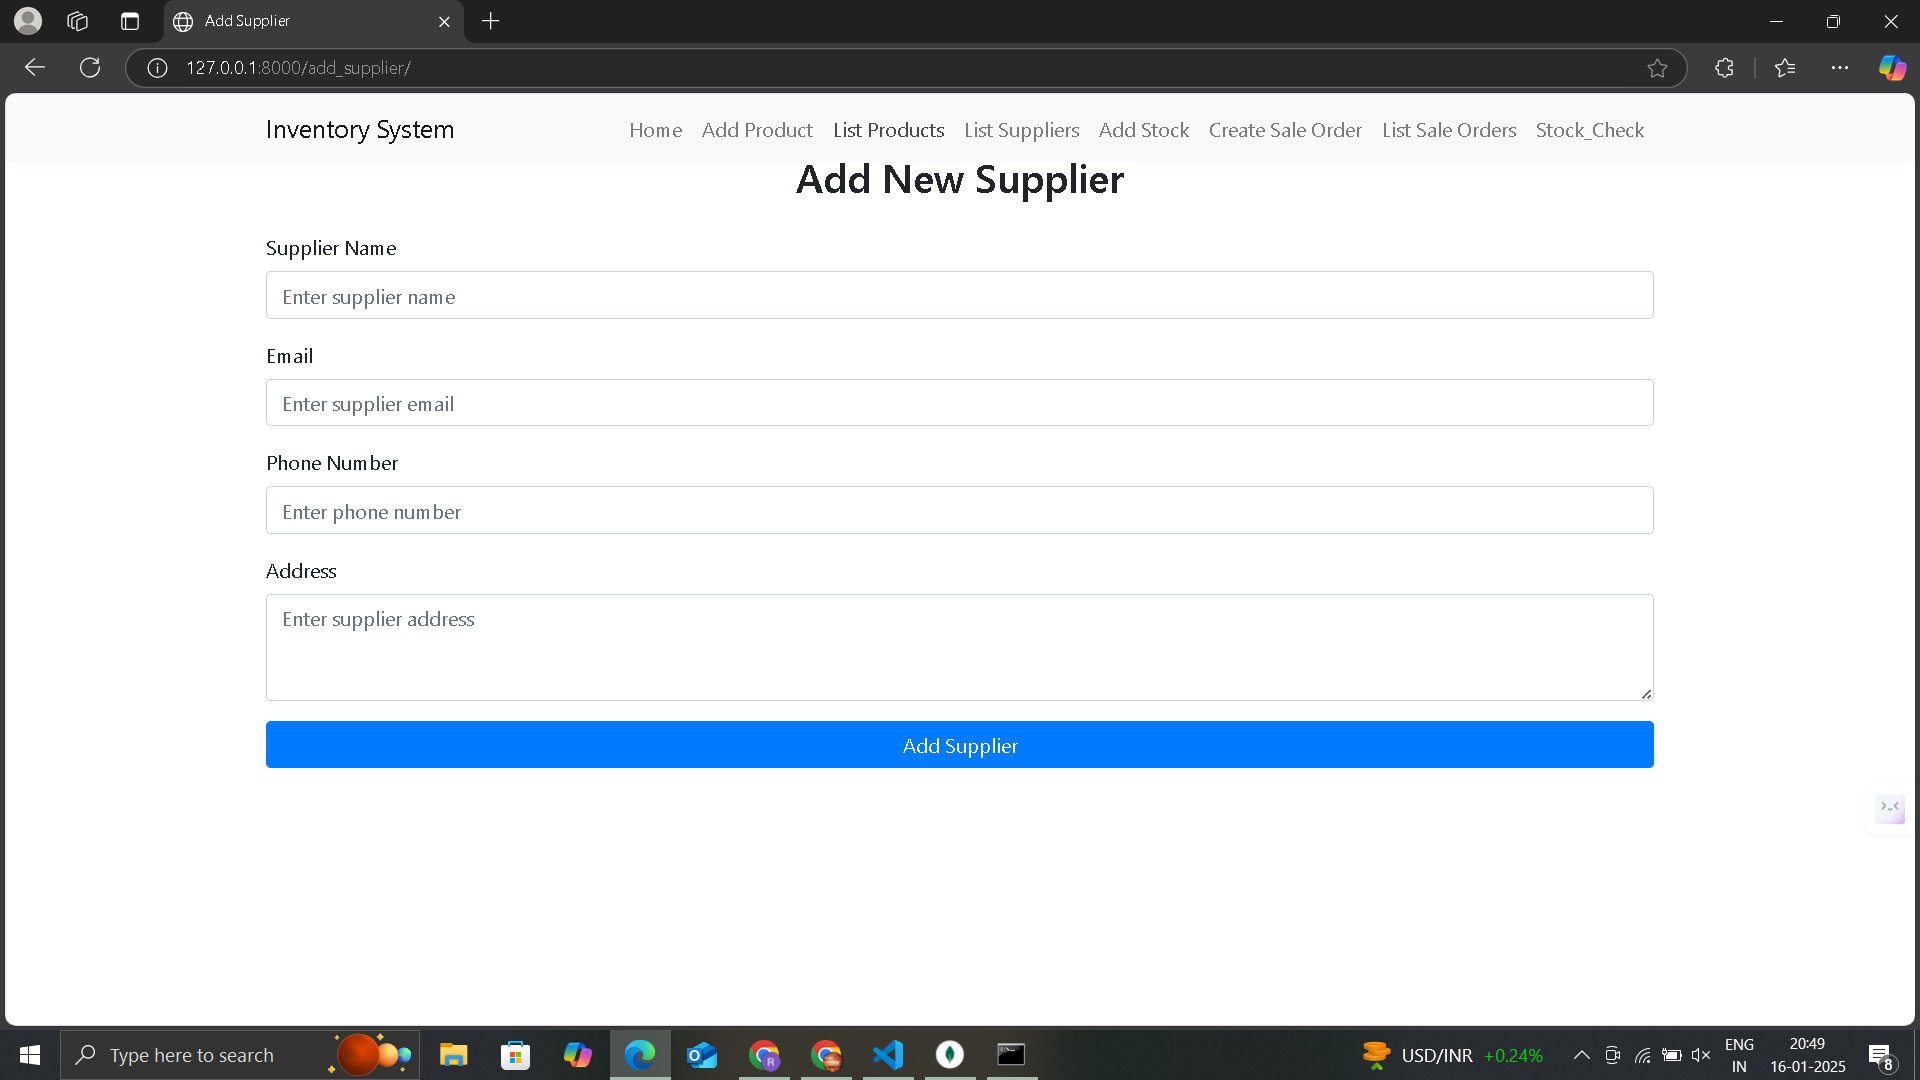 Add Supplier
127.0.0.1:8000/add_supplier/
Inventory System Home Add Product List Products List Suppliers Add Stock Create Sale Order List Sale Orders Stock_Check
Add New Supplier
Supplier Name
Enter supplier name
Email
Enter supplier email
Phone Number
Enter phone number
Address
Enter supplier address
Add Supplier
Type here to search
USD/INR +0.24%
ENG
IN
20:49
16-01-2025
8
R